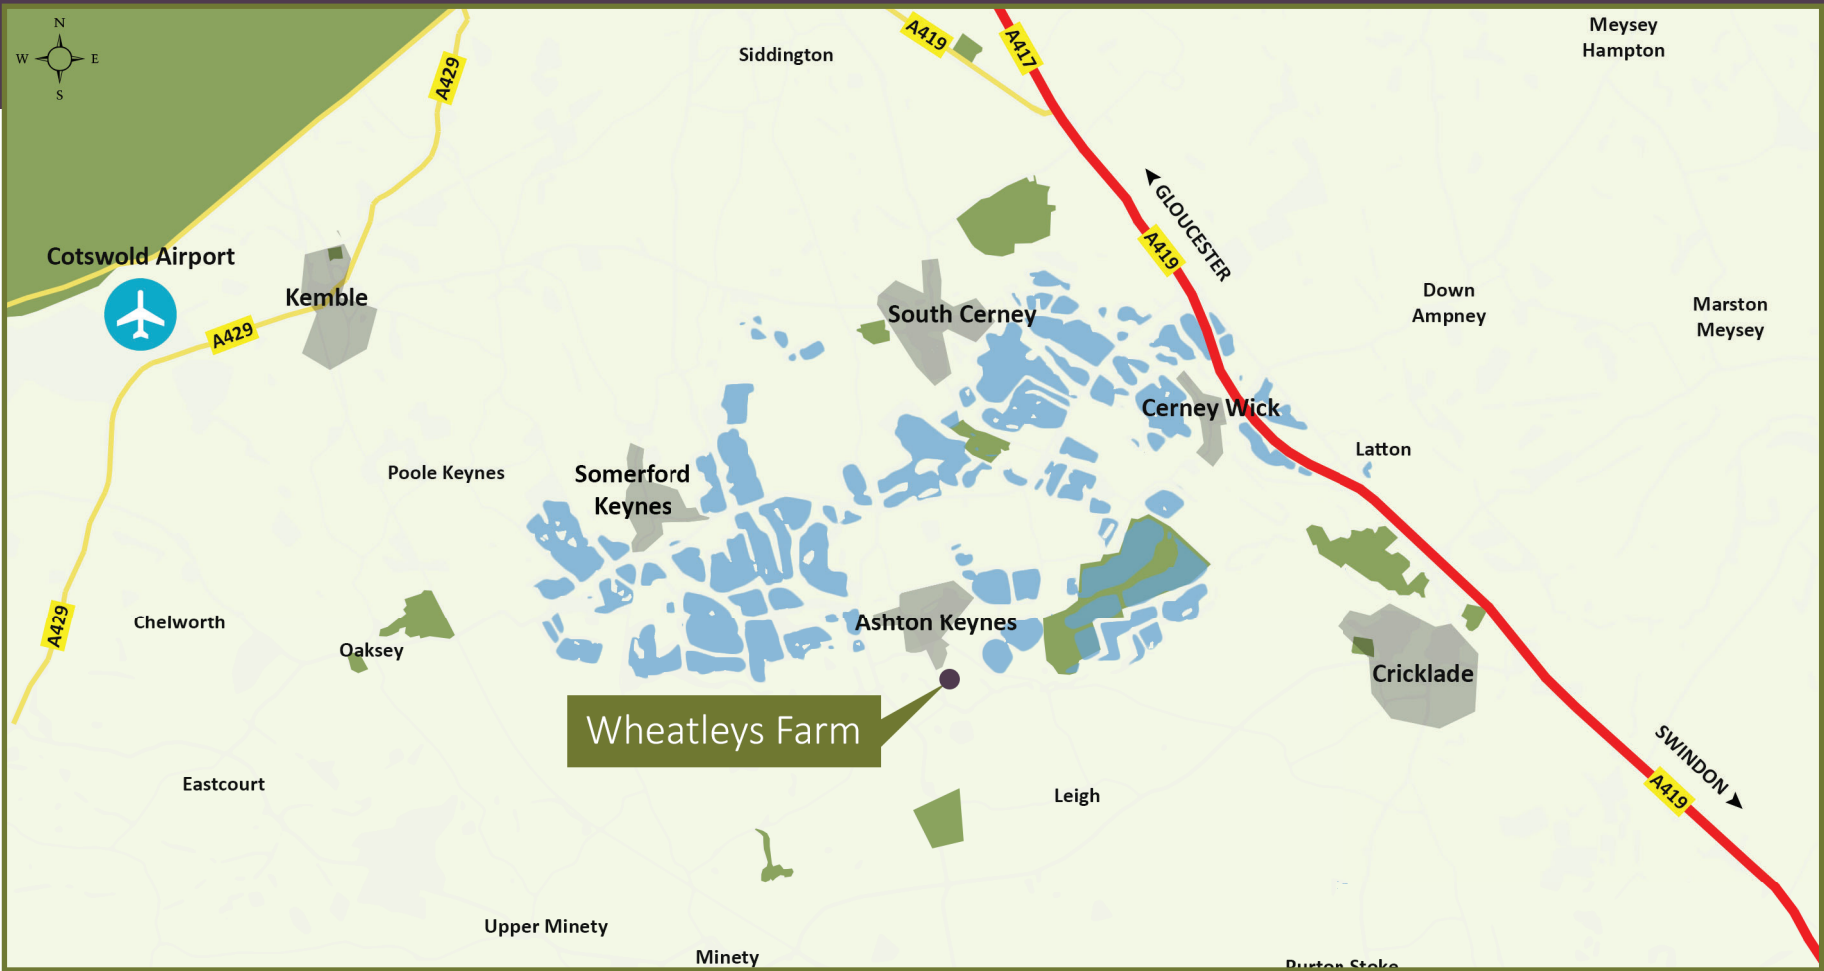 N
W E
S
A429
Siddington
A419
A417
Meysey
Hampton
GLOUCESTER
A419
Cotswold Airport
Kemble
A429
South Cerney
Down
Ampney
Marston
Meysey
Cerney Wick
Latton
Poole Keynes
Somerford
Keynes
A429
Chelworth
Oaksey
Ashton Keynes
Cricklade
Wheatleys Farm
SWINDON
A419
Eastcourt
Leigh
Upper Minety
Minety
Purton Stoke